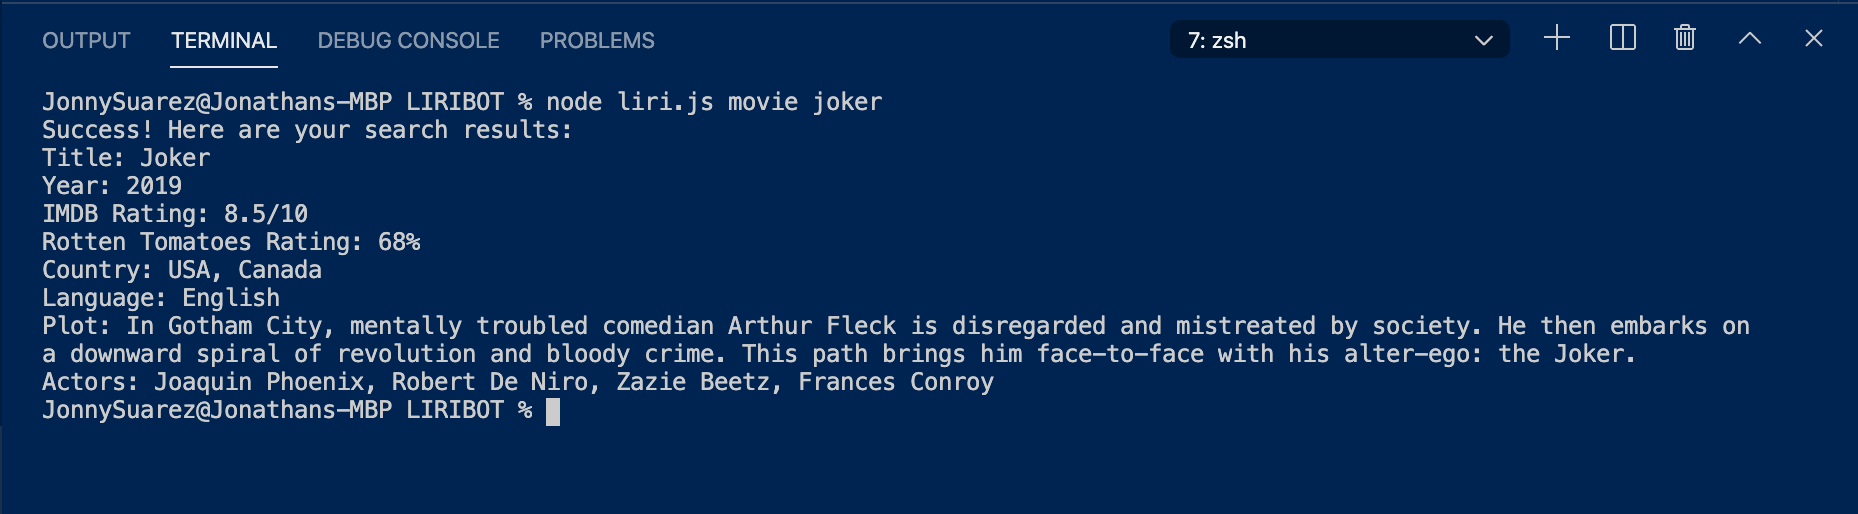 OUTPUT TERMINAL DEBUG CONSOLE PROBLEMS 7: zsh
JonnySuarez@Jonathans-MBP LIRIBOT % node liri.js movie joker
Success! Here are your search results:
Title: Joker
Year: 2019
IMDB Rating: 8.5/10
Rotten Tomatoes Rating: 68%
Country: USA, Canada
Language: English
Plot: In Gotham City, mentally troubled comedian Arthur Fleck is disregarded and mistreated by society. He then embarks on
a downward spiral of revolution and bloody crime. This path brings him face-to-face with his alter-ego: the Joker.
Actors: Joaquin Phoenix, Robert De Niro, Zazie Beetz, Frances Conroy
JonnySuarez@Jonathans-MBP LIRIBOT %